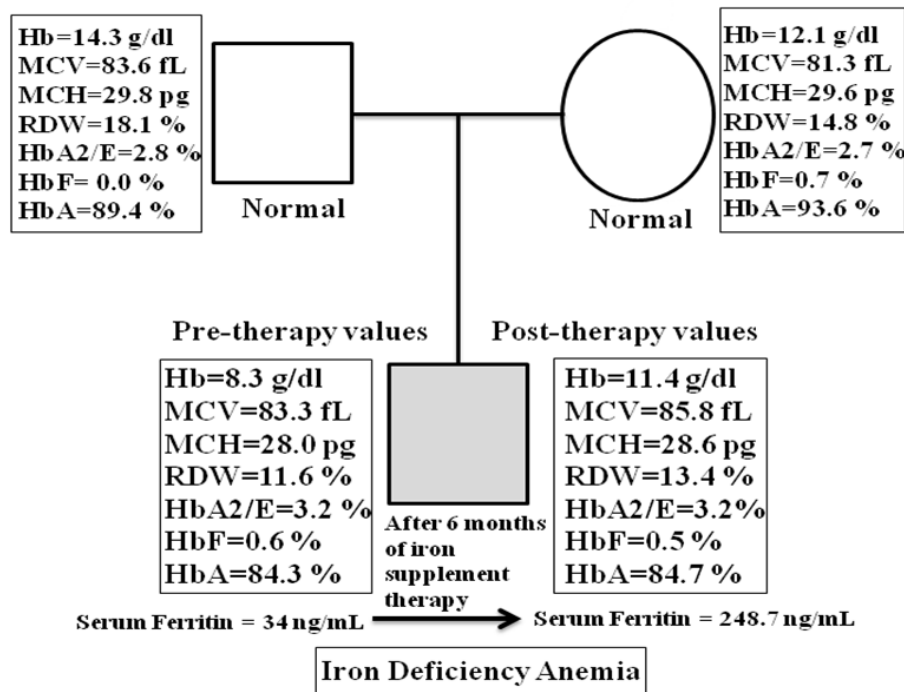 Hb=14.3 g/dl
MCV=83.6 fL
MCH=29.8 pg
RDW=18.1 %
HbA2/E=2.8 %
HbF= 0.0 %
HbA=89.4 %
Normal
Hb=12.1 g/dl
MCV=81.3 fL
MCH=29.6 pg
RDW=14.8 %
HbA2/E=2.7 %
HbF=0.7 %
HbA=93.6 %
Normal
Pre-therapy values
Hb=8.3 g/dl
MCV=83.3 fL
MCH=28.0 pg
RDW=11.6 %
HbA2/E=3.2 %
HbF=0.6 %
HbA=84.3 %
After 6 months
of iron
supplement
therapy
Post-therapy values
Hb=11.4 g/dl
MCV=85.8 fL
MCH=28.6 pg
RDW=13.4 %
HbA2/E=3.2%
HbF=0.5 %
HbA=84.7 %
Serum Ferritin = 34 ng/mL
Serum Ferritin = 248.7 ng/mL
Iron Deficiency Anemia